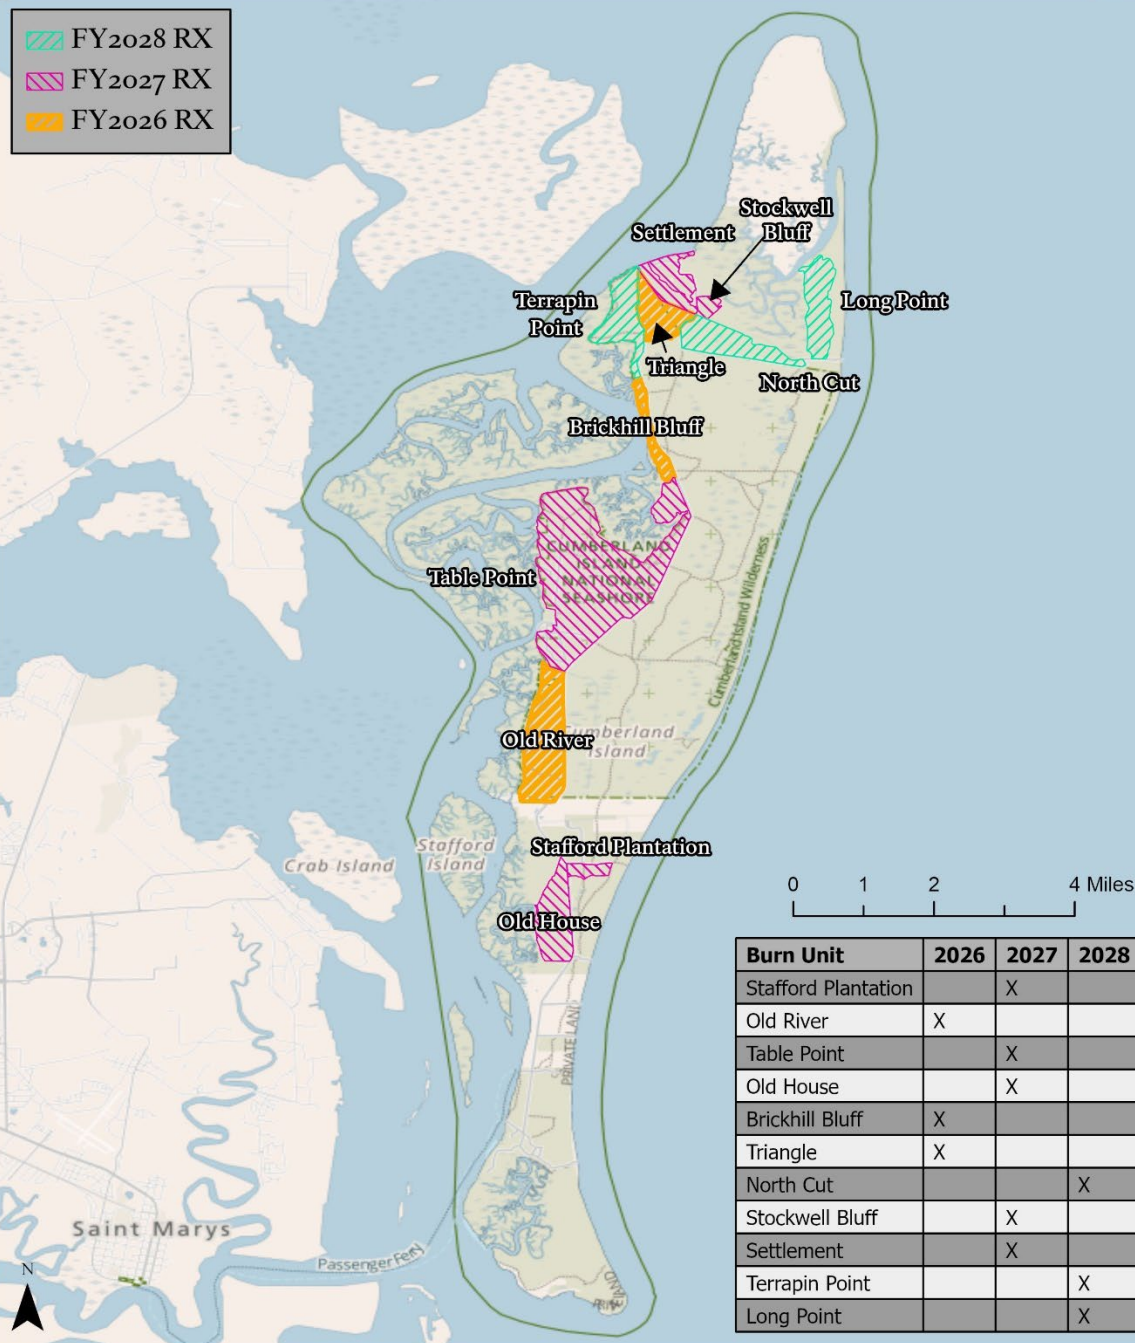 FY2028 RX
FY2027 RX
FY2026 RX
Stockwell
Bluff
Settlement
Terrapin
Point
Long Point
Triangle
North Cut
Brickhill Bluff
CUMBERLAND
ISLAND
NATIONAL
SEASHORE
Table Point
Cumberland Island Wilderness
Old River
Cumberland
Island
Stafford Plantation
Stafford
Island
Crab Island
Old House
PRIVATE LAND
Saint Marys
Passenger Ferry
N
0 1 2 4 Miles
Burn Unit 2026 2027 2028
Stafford Plantation X
Old River X
Table Point X
Old House X
Brickhill Bluff X
Triangle X
North Cut X
Stockwell Bluff X
Settlement X
Terrapin Point X
Long Point X